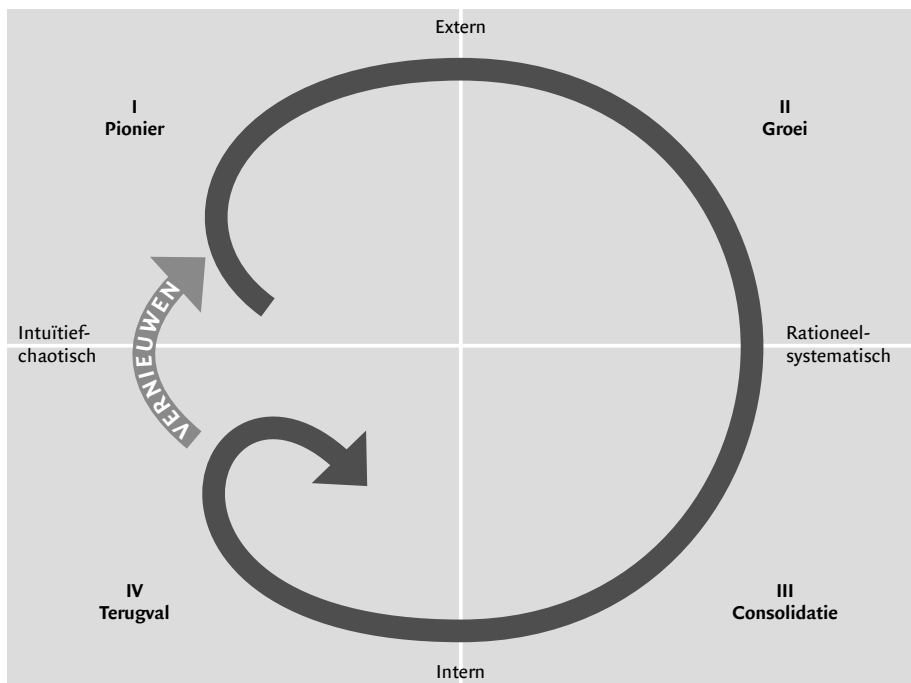 Extern
I
Pionier
II
Groei
VERNIEUWEN
Intuïtief-
chaotisch
Rationeel-
systematisch
IV
Terugval
III
Consolidatie
Intern